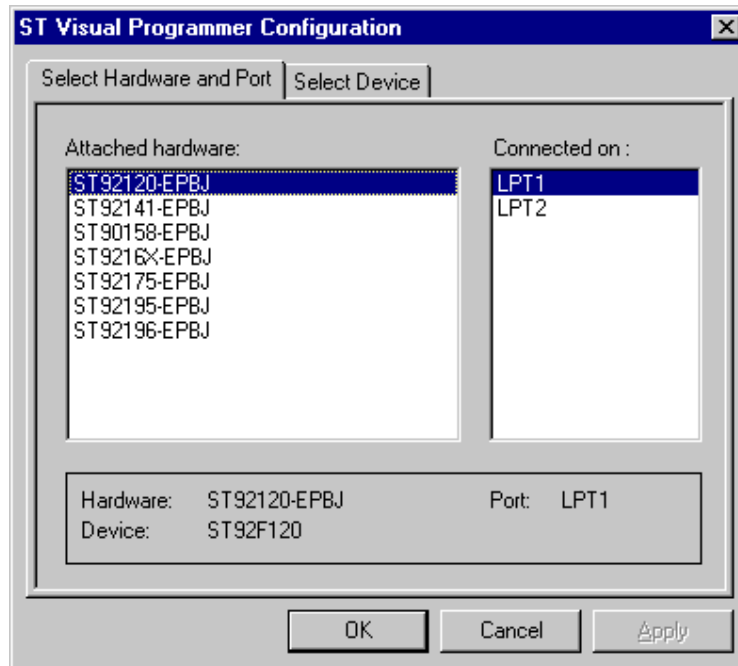 ST Visual Programmer Configuration
Select Hardware and Port
Select Device
Attached hardware:
ST92120-EPBJ
ST92141-EPBJ
ST90158-EPBJ
ST9216X-EPBJ
ST92175-EPBJ
ST92195-EPBJ
ST92196-EPBJ
Connected on :
LPT1
LPT2
Hardware: ST92120-EPBJ Port: LPT1
Device: ST92F120
OK Cancel Apply